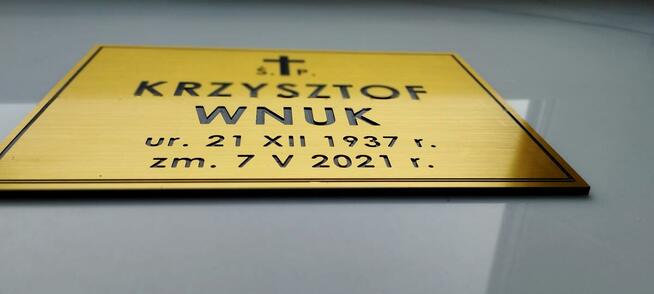 Ś. P.
KRZYSZTOF
WNUK
ur. 21 XII 1937 r.
zm. 7 V 2021 r.